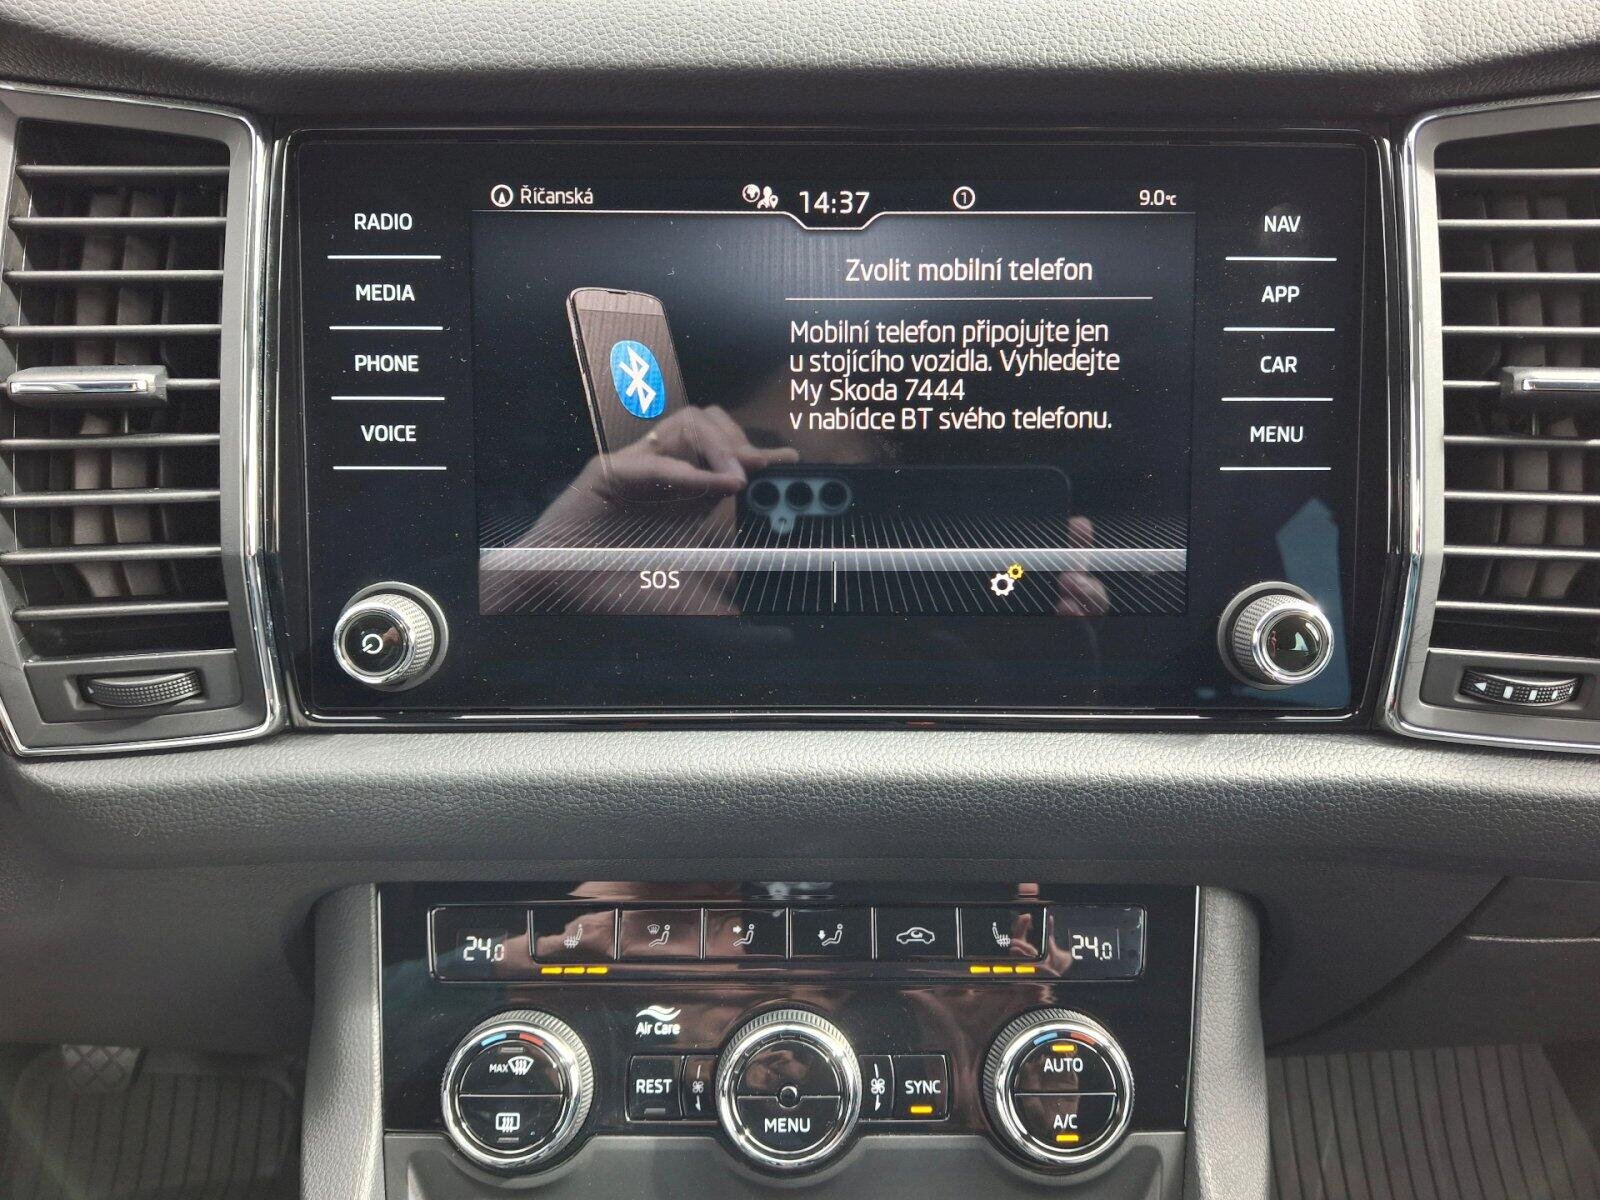 Říčanská 14:37 1 9.0°C
RADIO
MEDIA
PHONE
VOICE
Zvolit mobilní telefon
Mobilní telefon připojujte jen
u stojícího vozidla. Vyhledejte
My Skoda 7444
v nabídce BT svého telefonu.
SOS
NAV
APP
CAR
MENU
24.0 24.0
Air Care
MAX
REST
MENU
SYNC
AUTO
A/C